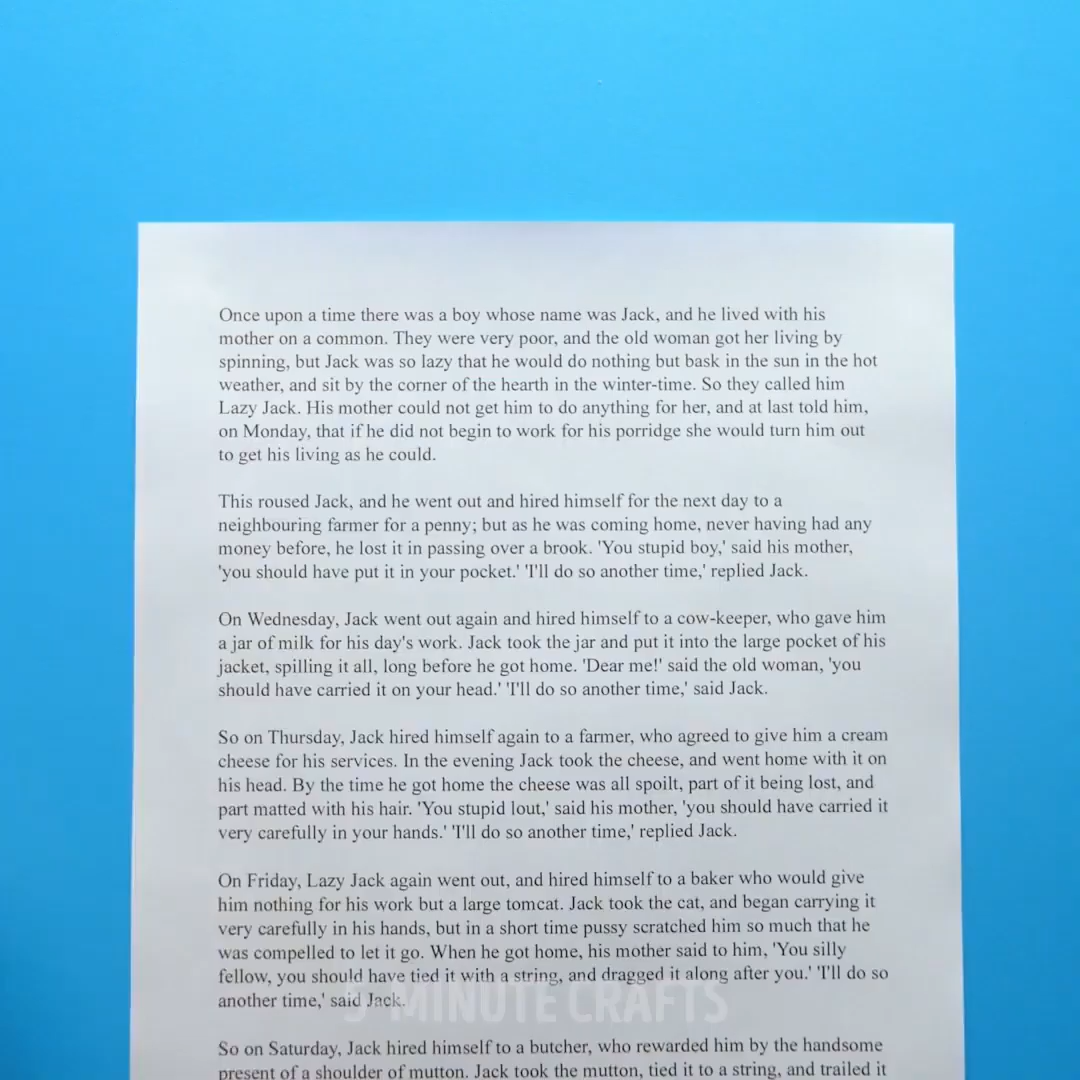 Once upon a time there was a boy whose name was Jack, and he lived with his
mother on a common. They were very poor, and the old woman got her living by
spinning, but Jack was so lazy that he would do nothing but bask in the sun in the hot
weather, and sit by the corner of the hearth in the winter-time. So they called him
Lazy Jack. His mother could not get him to do anything for her, and at last told him,
on Monday, that if he did not begin to work for his porridge she would turn him out
to get his living as he could.
This roused Jack, and he went out and hired himself for the next day to a
neighbouring farmer for a penny; but as he was coming home, never having had any
money before, he lost it in passing over a brook. 'You stupid boy,' said his mother,
'you should have put it in your pocket.' 'I'll do so another time,' replied Jack.
On Wednesday, Jack went out again and hired himself to a cow-keeper, who gave him
a jar of milk for his day's work. Jack took the jar and put it into the large pocket of his
jacket, spilling it all, long before he got home. 'Dear me!' said the old woman, 'you
should have carried it on your head.' 'I'll do so another time,' said Jack.
So on Thursday, Jack hired himself again to a farmer, who agreed to give him a cream
cheese for his services. In the evening Jack took the cheese, and went home with it on
his head. By the time he got home the cheese was all spoilt, part of it being lost, and
part matted with his hair. 'You stupid lout,' said his mother, 'you should have carried it
very carefully in your hands.' 'I'll do so another time,' replied Jack.
On Friday, Lazy Jack again went out, and hired himself to a baker who would give
him nothing for his work but a large tomcat. Jack took the cat, and began carrying it
very carefully in his hands, but in a short time pussy scratched him so much that he
was compelled to let it go. When he got home, his mother said to him, 'You silly
fellow, you should have tied it with a string, and dragged it along after you.' 'I'll do so
another time,' said Jack.
5-MINUTE CRAFTS
So on Saturday, Jack hired himself to a butcher, who rewarded him by the handsome
present of a shoulder of mutton. Jack took the mutton, tied it to a string, and trailed it